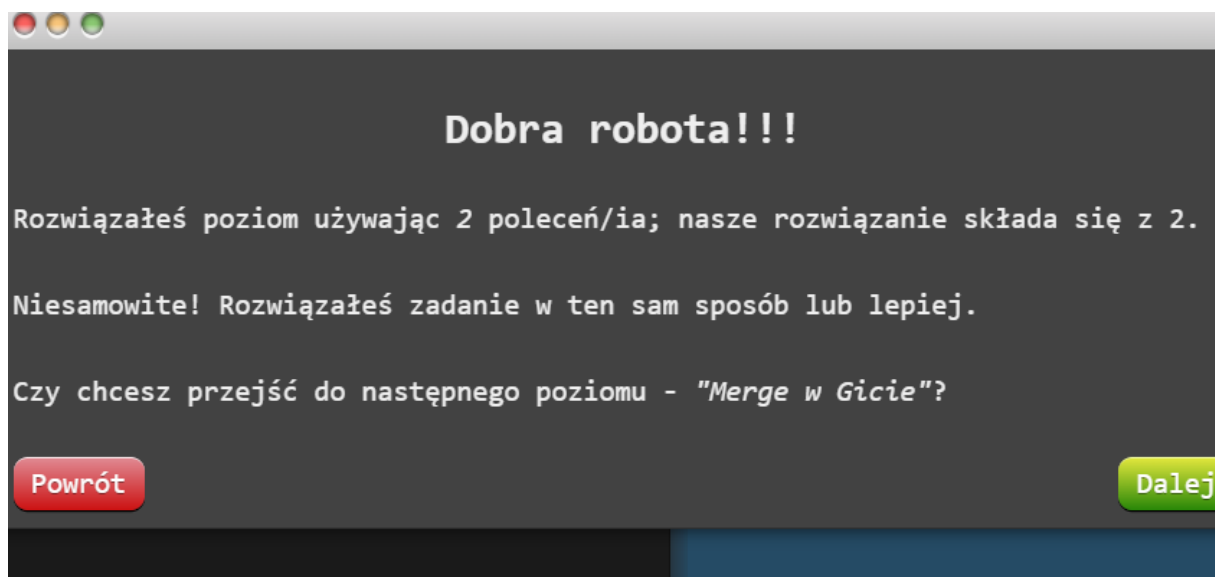 Dobra robota!!!
Rozwiązałeś poziom używając 2 poleceń/ia; nasze rozwiązanie składa się z 2.
Niesamowite! Rozwiązałeś zadanie w ten sam sposób lub lepiej.
Czy chcesz przejść do następnego poziomu - "Merge w Gicie"?
Powrót
Dalej